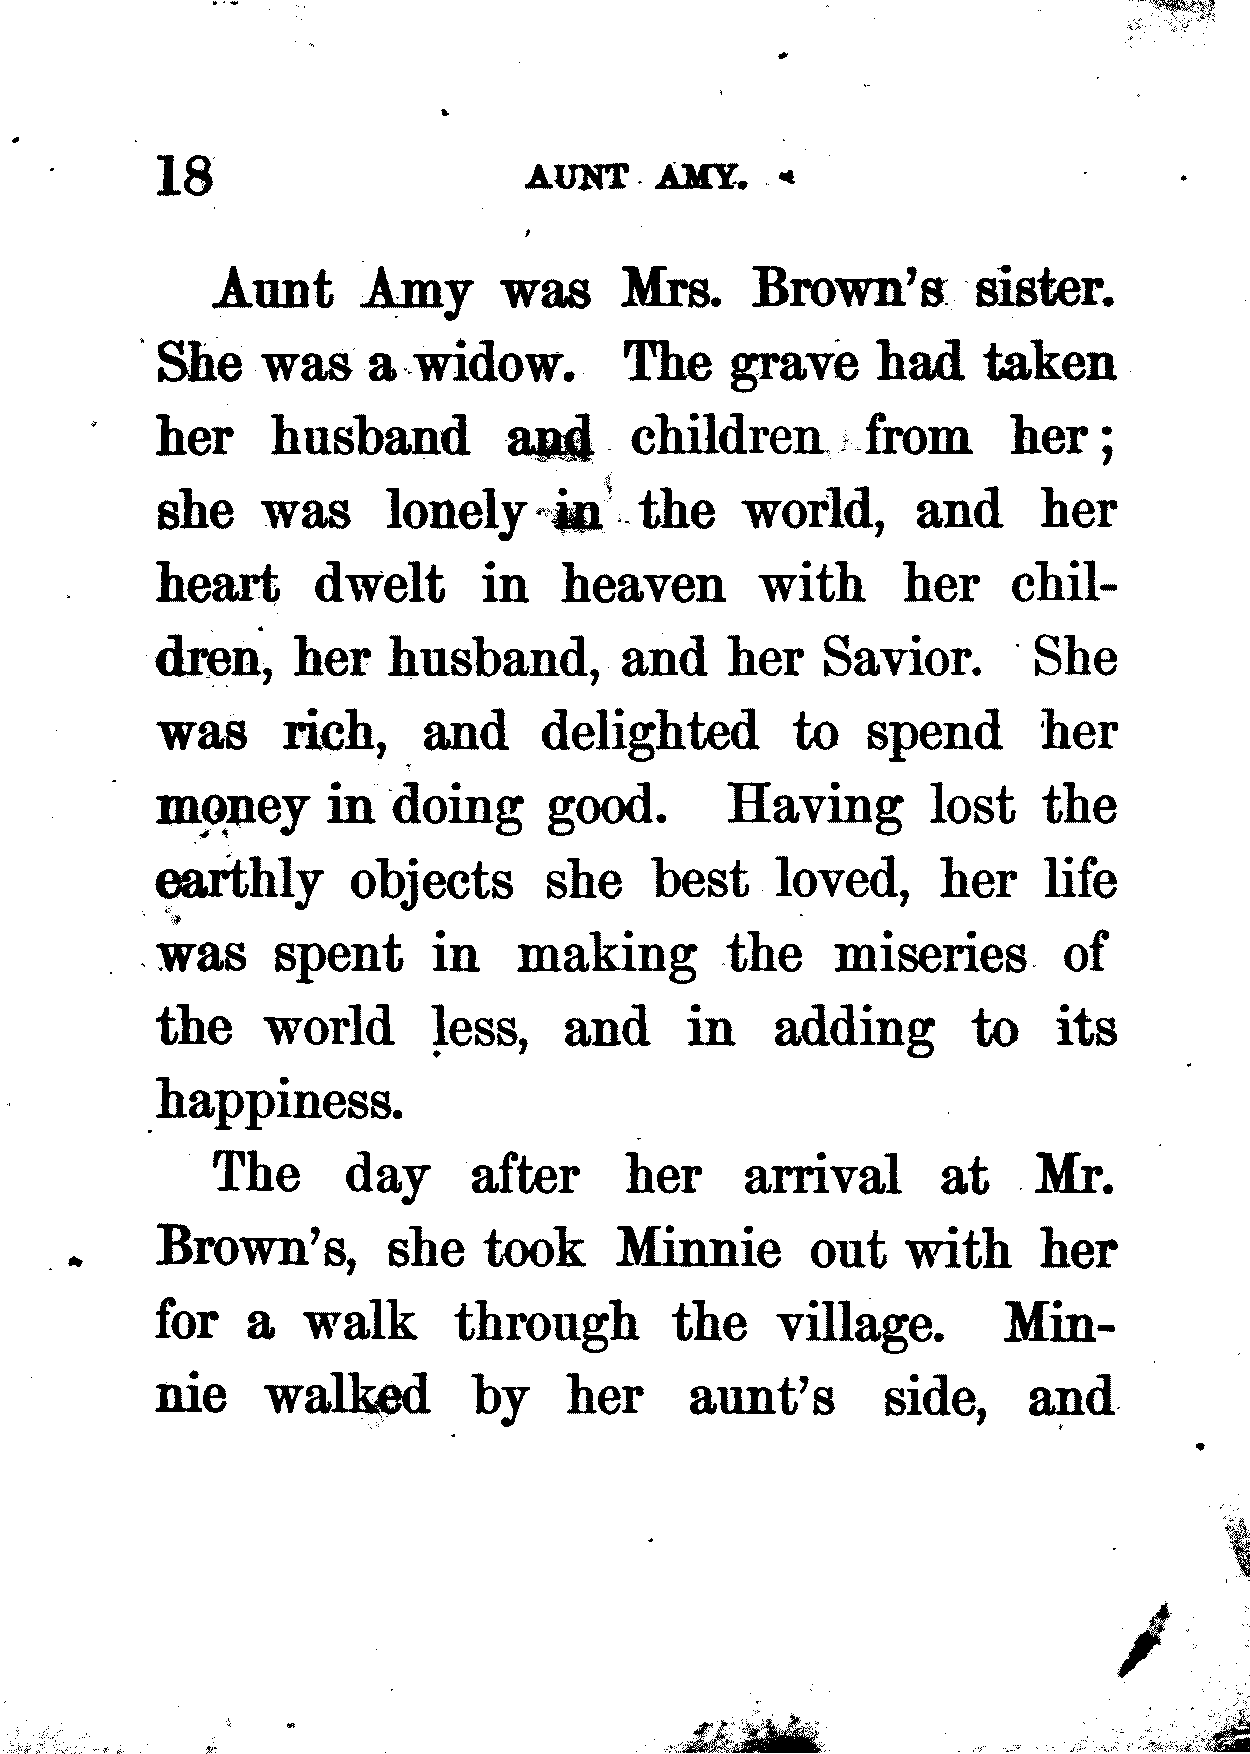 18 AUNT AMY.
Aunt Amy was Mrs. Brown's sister.
She was a widow. The grave had taken
her husband and children from her;
she was lonely in the world, and her
heart dwelt in heaven with her chil-
dren, her husband, and her Savior. She
was rich, and delighted to spend her
money in doing good. Having lost the
earthly objects she best loved, her life
was spent in making the miseries of
the world less, and in adding to its
happiness.
The day after her arrival at Mr.
Brown's, she took Minnie out with her
for a walk through the village. Min-
nie walked by her aunt's side, and